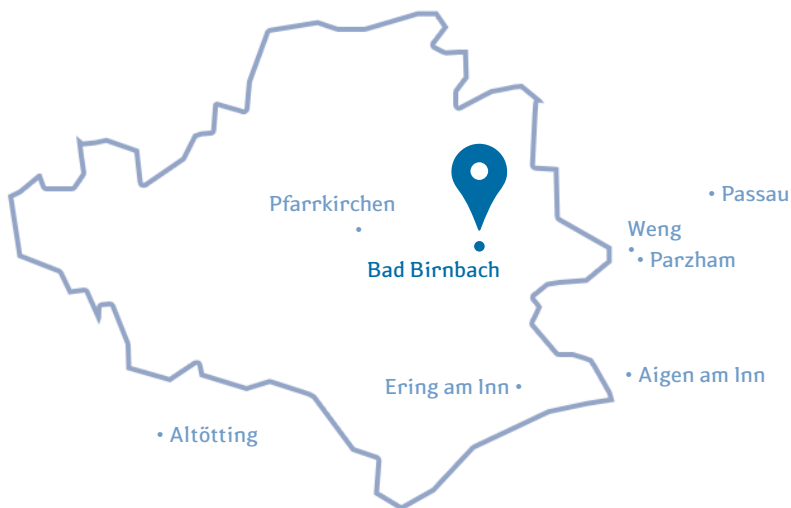 Passau
Pfarrkirchen
Weng
Parzham
Bad Birnbach
Aigen am Inn
Ering am Inn
Altötting